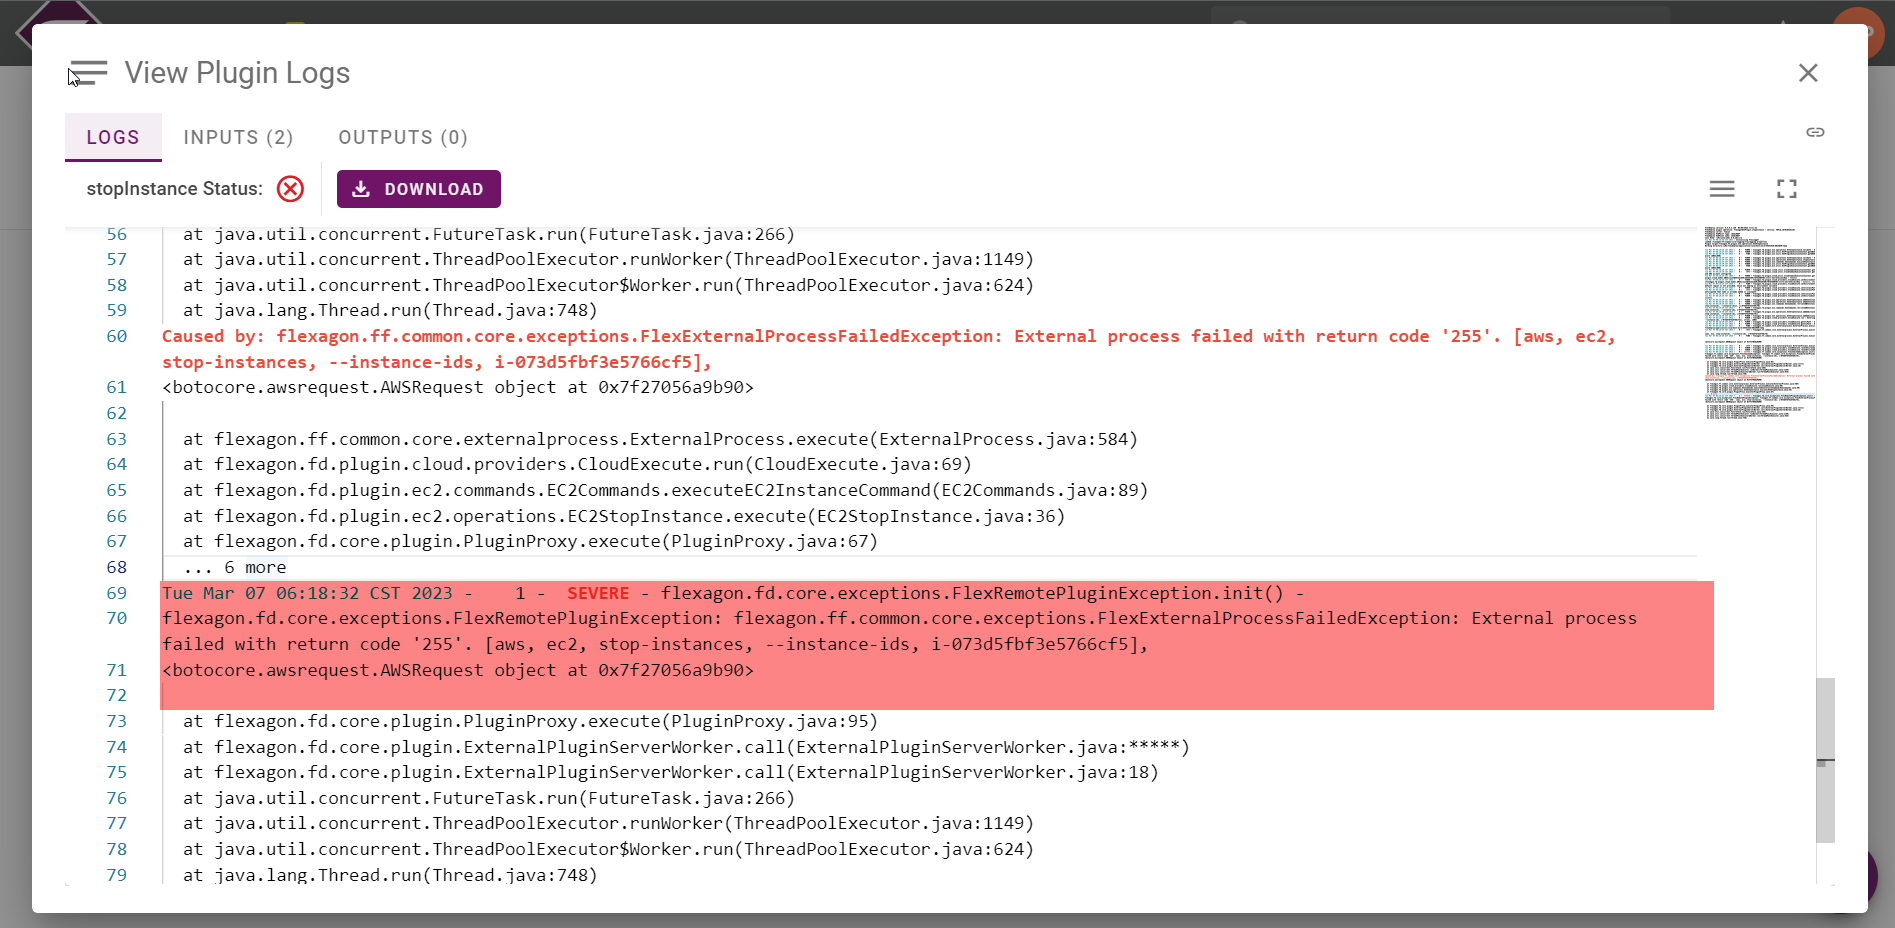 View Plugin Logs
LOGS INPUTS (2) OUTPUTS (0)
stopInstance Status: DOWNLOAD
56 at java.util.concurrent.FutureTask.run(FutureTask.java:266)
57 at java.util.concurrent.ThreadPoolExecutor.runWorker(ThreadPoolExecutor.java:1149)
58 at java.util.concurrent.ThreadPoolExecutor$Worker.run(ThreadPoolExecutor.java:624)
59 at java.lang.Thread.run(Thread.java:748)
60 Caused by: flexagon.ff.common.core.exceptions.FlexExternalProcessFailedException: External process failed with return code '255'. [aws, ec2,
stop-instances, --instance-ids, i-073d5fbf3e5766cf5],
61 <botocore.awsrequest.AWSRequest object at 0x7f27056a9b90>
62
63 at flexagon.ff.common.core.externalprocess.ExternalProcess.execute(ExternalProcess.java:584)
64 at flexagon.fd.plugin.cloud.providers.CloudExecute.run(CloudExecute.java:69)
65 at flexagon.fd.plugin.ec2.commands.EC2Commands.executeEC2InstanceCommand(EC2Commands.java:89)
66 at flexagon.fd.plugin.ec2.operations.EC2StopInstance.execute(EC2StopInstance.java:36)
67 at flexagon.fd.core.plugin.PluginProxy.execute(PluginProxy.java:67)
68 ... 6 more
69 Tue Mar 07 06:18:32 CST 2023 - 1 - SEVERE - flexagon.fd.core.exceptions.FlexRemotePluginException.init() -
70 flexagon.fd.core.exceptions.FlexRemotePluginException: flexagon.ff.common.core.exceptions.FlexExternalProcessFailedException: External process
failed with return code '255'. [aws, ec2, stop-instances, --instance-ids, i-073d5fbf3e5766cf5],
71 <botocore.awsrequest.AWSRequest object at 0x7f27056a9b90>
72
73 at flexagon.fd.core.plugin.PluginProxy.execute(PluginProxy.java:95)
74 at flexagon.fd.core.plugin.ExternalPluginServerWorker.call(ExternalPluginServerWorker.java:*****)
75 at flexagon.fd.core.plugin.ExternalPluginServerWorker.call(ExternalPluginServerWorker.java:18)
76 at java.util.concurrent.FutureTask.run(FutureTask.java:266)
77 at java.util.concurrent.ThreadPoolExecutor.runWorker(ThreadPoolExecutor.java:1149)
78 at java.util.concurrent.ThreadPoolExecutor$Worker.run(ThreadPoolExecutor.java:624)
79 at java.lang.Thread.run(Thread.java:748)